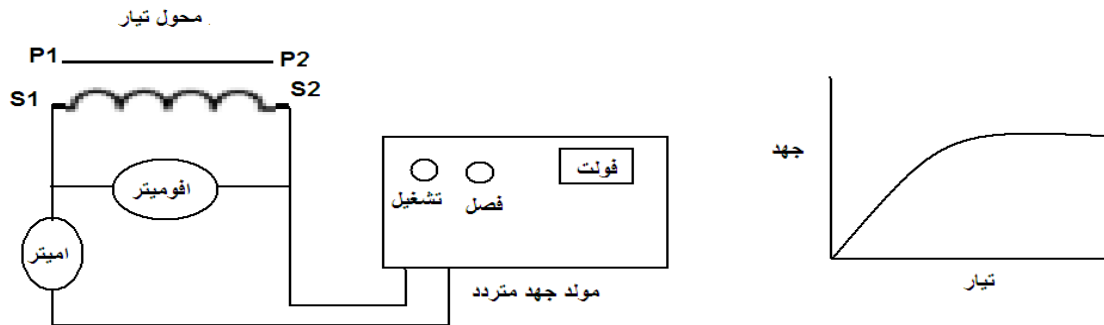 محول تيار
P1
P2
S1
S2
افوميتر
اميتر
تشغيل
فصل
فولت
مولد جهد متردد
جهد
تيار